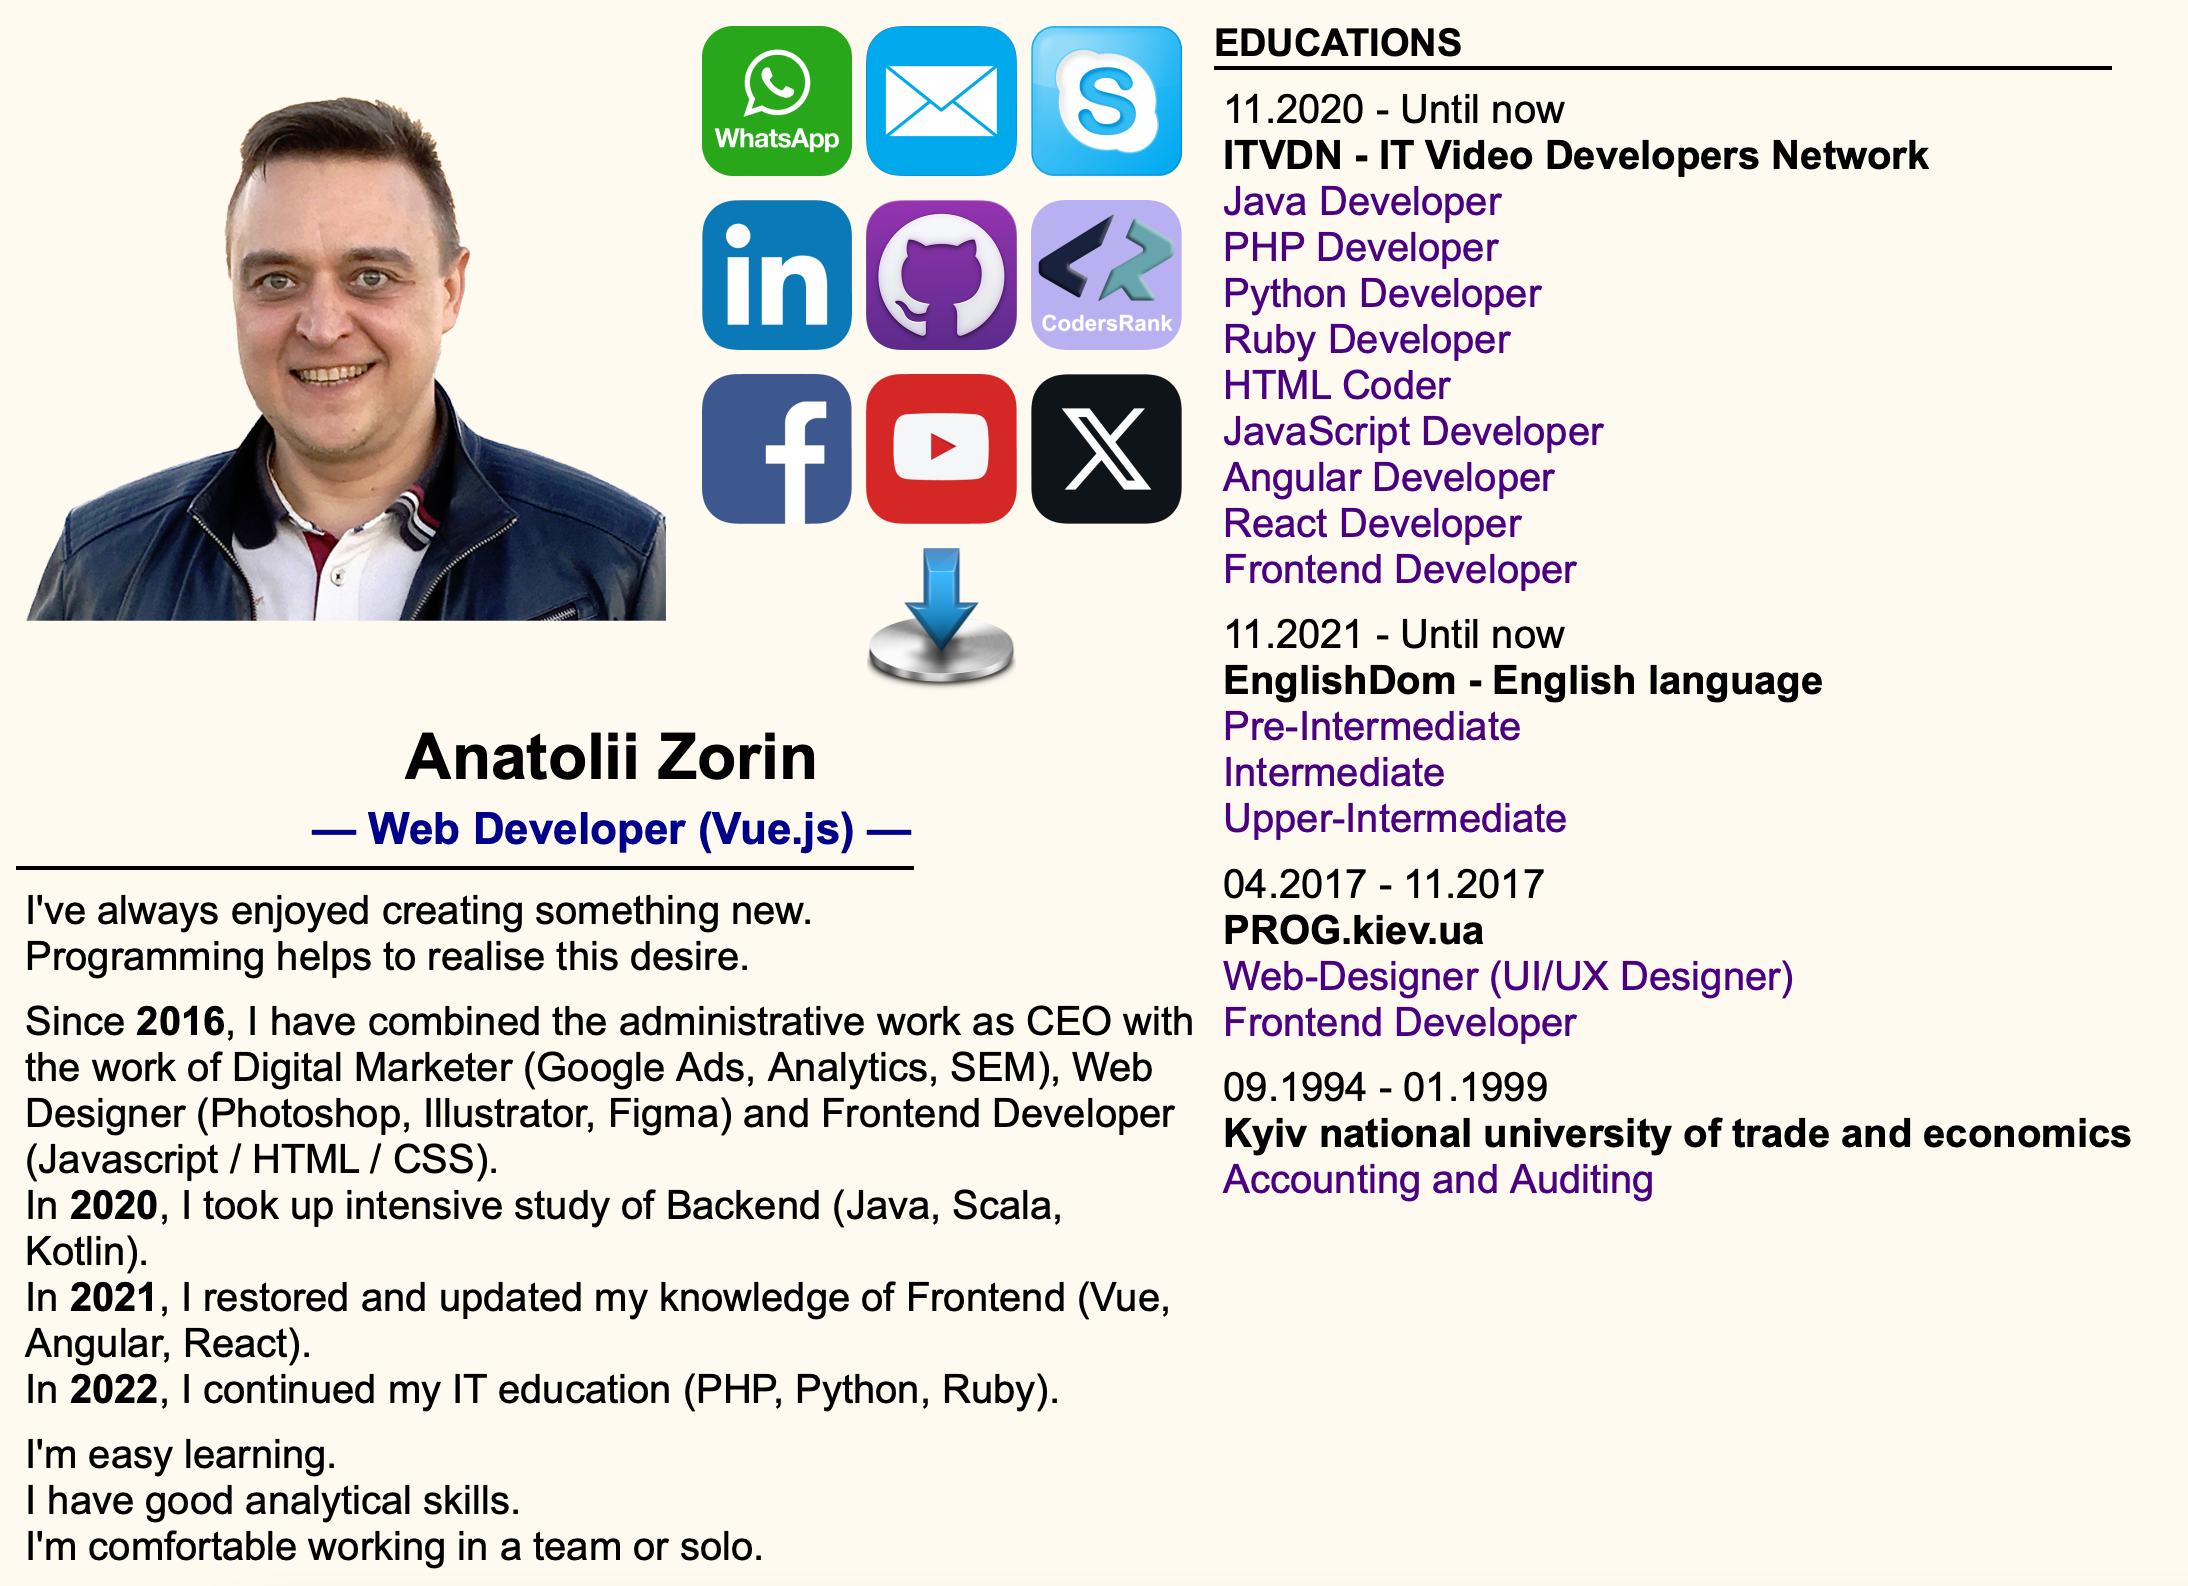 WhatsApp
CodersRank
Anatolii Zorin
— Web Developer (Vue.js) —
I've always enjoyed creating something new.
Programming helps to realise this desire.
Since 2016, I have combined the administrative work as CEO with
the work of Digital Marketer (Google Ads, Analytics, SEM), Web
Designer (Photoshop, Illustrator, Figma) and Frontend Developer
(Javascript / HTML / CSS).
In 2020, I took up intensive study of Backend (Java, Scala,
Kotlin).
In 2021, I restored and updated my knowledge of Frontend (Vue,
Angular, React).
In 2022, I continued my IT education (PHP, Python, Ruby).
I'm easy learning.
I have good analytical skills.
I'm comfortable working in a team or solo.
EDUCATIONS
11.2020 - Until now
ITVDN - IT Video Developers Network
Java Developer
PHP Developer
Python Developer
Ruby Developer
HTML Coder
JavaScript Developer
Angular Developer
React Developer
Frontend Developer
11.2021 - Until now
EnglishDom - English language
Pre-Intermediate
Intermediate
Upper-Intermediate
04.2017 - 11.2017
PROG.kiev.ua
Web-Designer (UI/UX Designer)
Frontend Developer
09.1994 - 01.1999
Kyiv national university of trade and economics
Accounting and Auditing